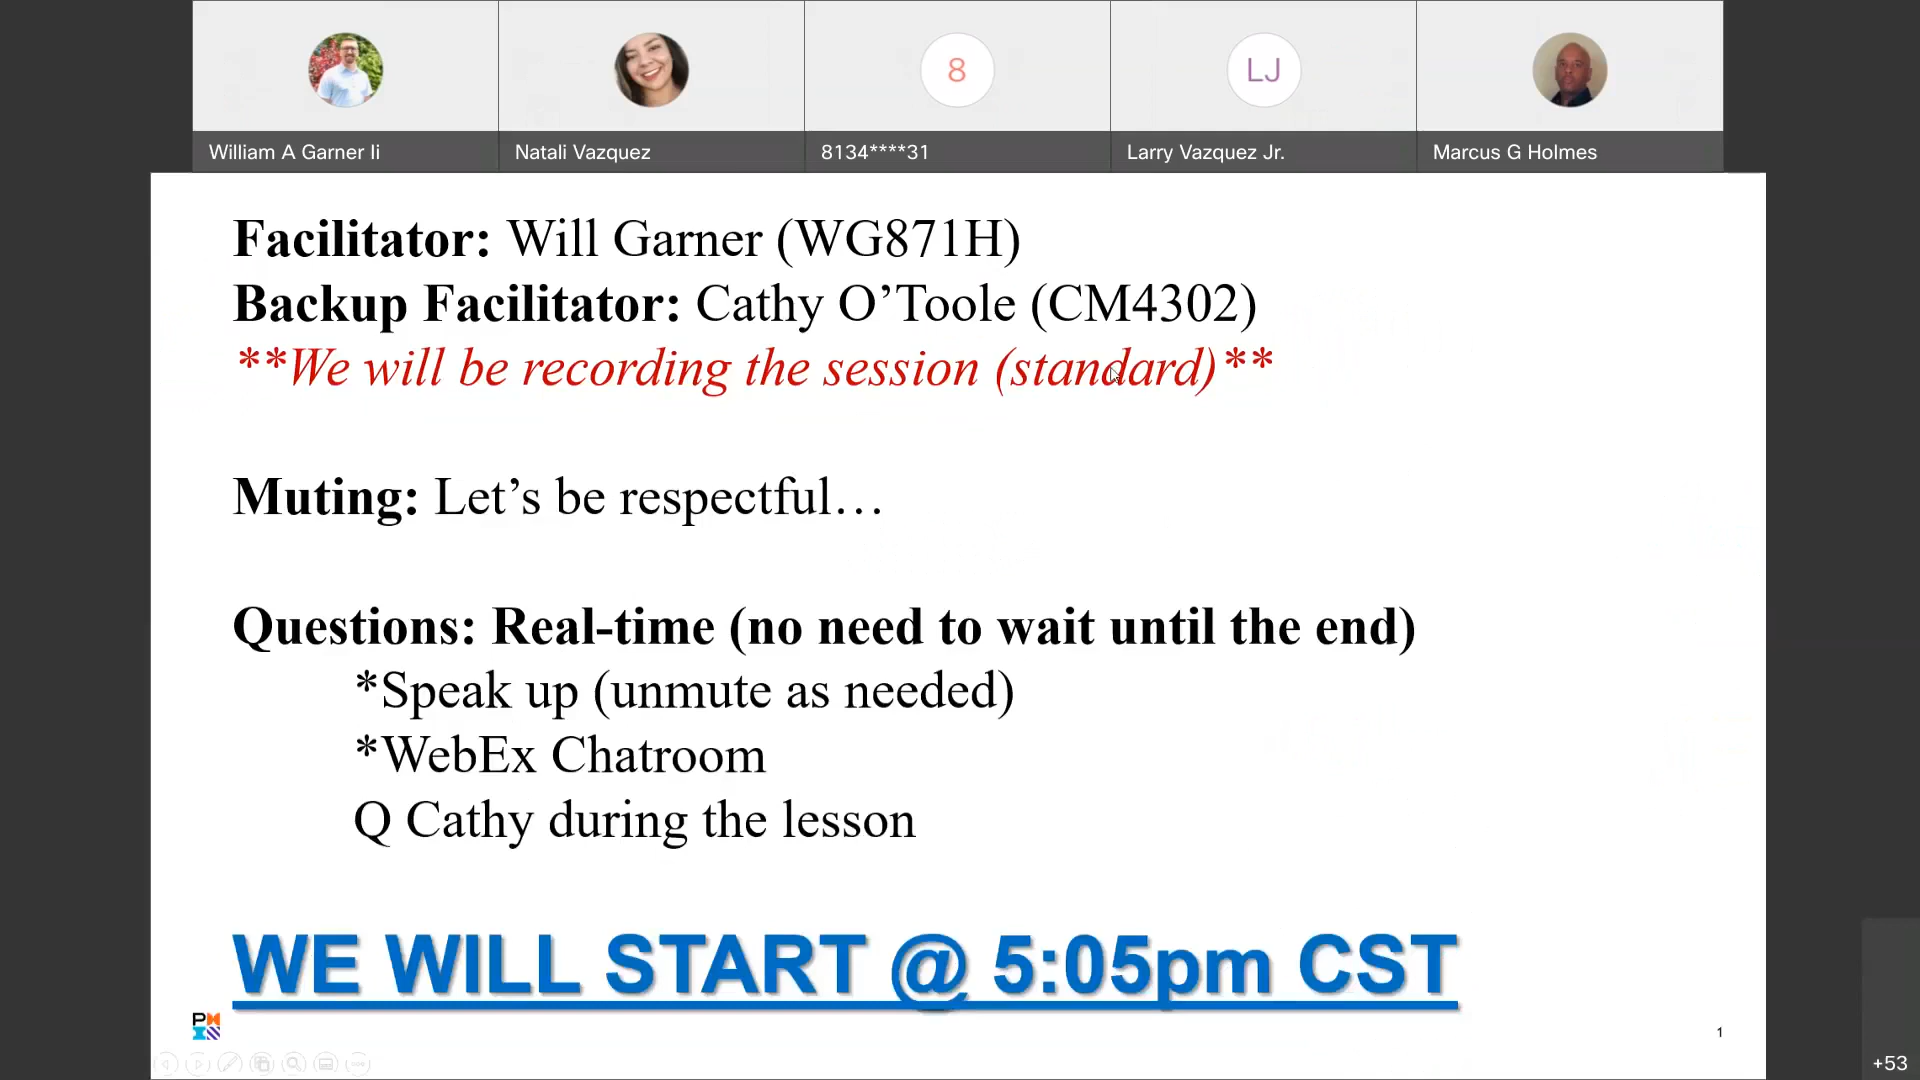 8
LJ
William A Garner Ii
Natali Vazquez
8134****31
Larry Vazquez Jr.
Marcus G Holmes
Facilitator: Will Garner (WG871H)
Backup Facilitator: Cathy O’Toole (CM4302)
**We will be recording the session (standard)**
Muting: Let’s be respectful…
Questions: Real-time (no need to wait until the end)
*Speak up (unmute as needed)
*WebEx Chatroom
Q Cathy during the lesson
WE WILL START @ 5:05pm CST
1
+53